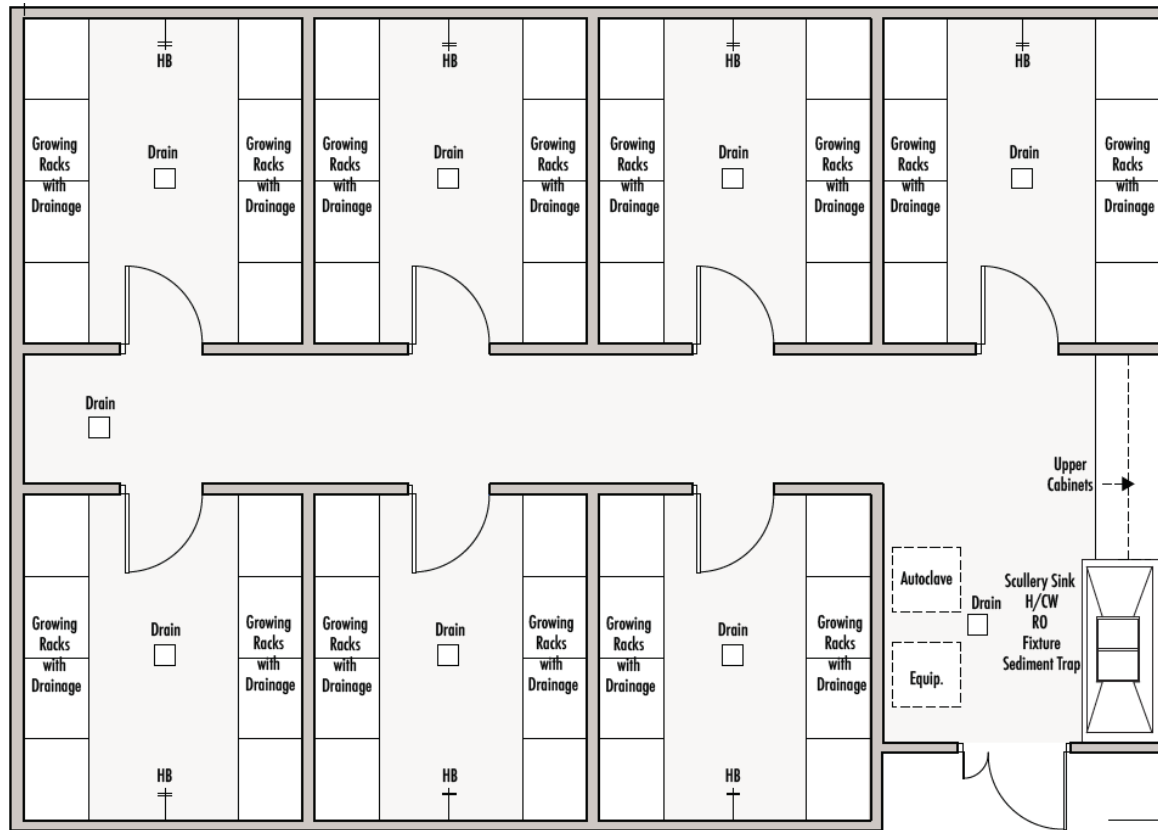 HB
HB
HB
HB
Growing
Racks
with
Drainage
Drain
Growing
Racks
with
Drainage
Growing
Racks
with
Drainage
Drain
Growing
Racks
with
Drainage
Growing
Racks
with
Drainage
Drain
Growing
Racks
with
Drainage
Growing
Racks
with
Drainage
Drain
Growing
Racks
with
Drainage
Drain
Upper
Cabinets
Growing
Racks
with
Drainage
Drain
Growing
Racks
with
Drainage
Growing
Racks
with
Drainage
Drain
Growing
Racks
with
Drainage
Growing
Racks
with
Drainage
Drain
Growing
Racks
with
Drainage
Autoclave
Equip.
Drain
Scullery Sink
H/CW
RO
Fixture
Sediment Trap
HB
HB
HB